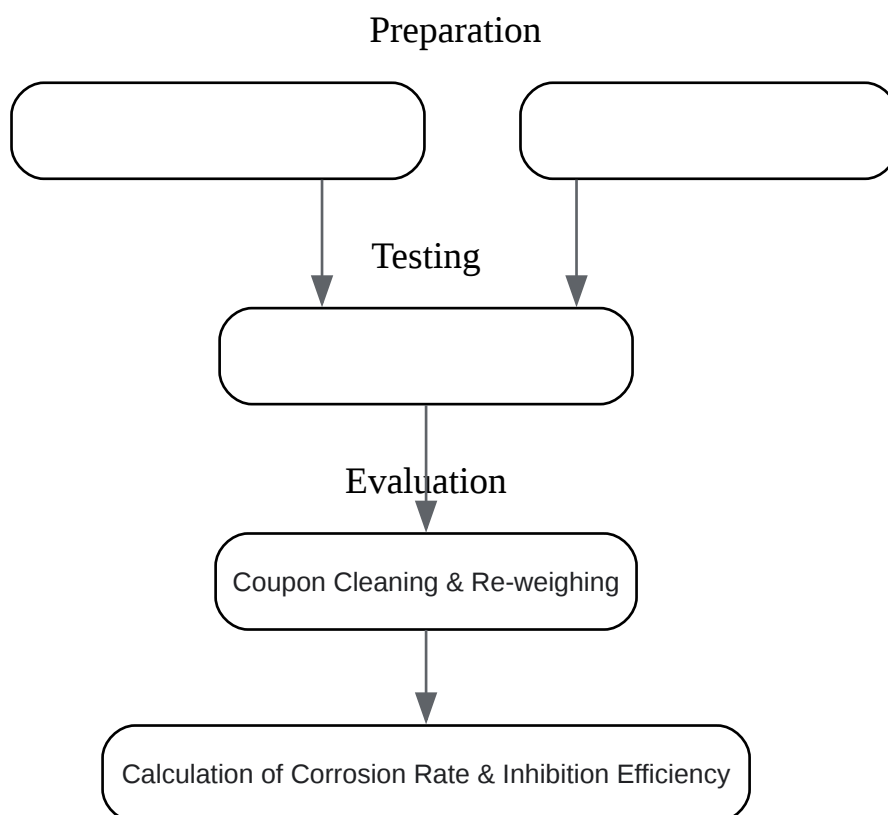 Preparation
Testing
Evaluation
Coupon Cleaning & Re-weighing
Calculation of Corrosion Rate & Inhibition Efficiency